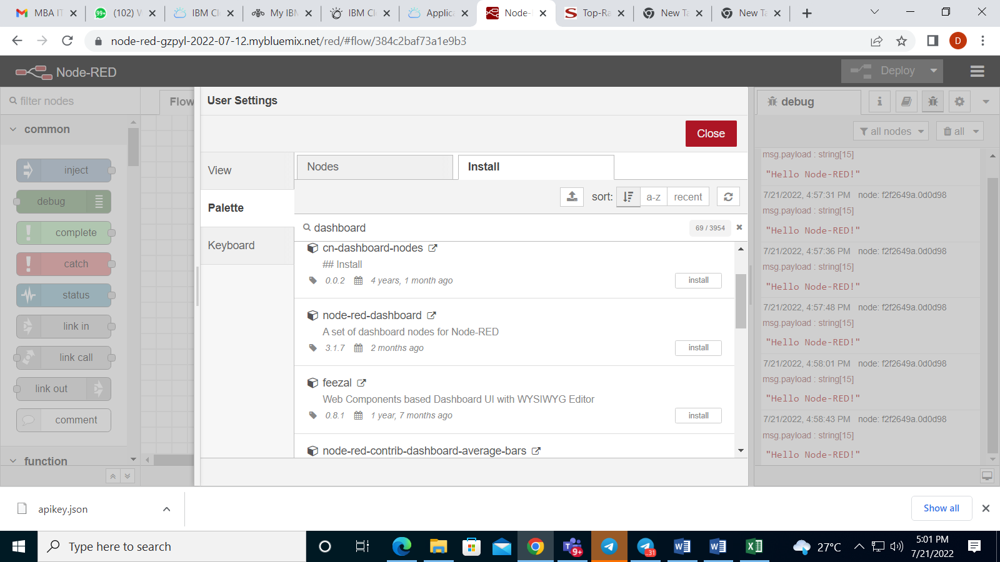 MBA IT
(102) W
IBM Cl
My IBM
IBM Cl
Applica
Node-
Top-Ra
New Ta
New Ta
node-red-gzpyl-2022-07-12.mybluemix.net/red/#flow/384c2baf73a1e9b3
D
Node-RED
Deploy
filter nodes
Flow
common
inject
debug
complete
catch
status
link in
link call
link out
comment
function
User Settings
Close
View
Palette
Keyboard
Nodes
Install
sort:
a-z
recent
dashboard
69 / 3954
cn-dashboard-nodes
## Install
0.0.2
4 years, 1 month ago
install
node-red-dashboard
A set of dashboard nodes for Node-RED
3.1.7
2 months ago
install
feezal
Web Components based Dashboard UI with WYSIWYG Editor
0.8.1
1 year, 7 months ago
install
node-red-contrib-dashboard-average-bars
debug
i
all nodes
all
msg.payload : string[15]
"Hello Node-RED!"
7/21/2022, 4:57:31 PM node: f2f2649a.0d0d98
msg.payload : string[15]
"Hello Node-RED!"
7/21/2022, 4:57:36 PM node: f2f2649a.0d0d98
msg.payload : string[15]
"Hello Node-RED!"
7/21/2022, 4:57:48 PM node: f2f2649a.0d0d98
msg.payload : string[15]
"Hello Node-RED!"
7/21/2022, 4:58:01 PM node: f2f2649a.0d0d98
msg.payload : string[15]
"Hello Node-RED!"
7/21/2022, 4:58:43 PM node: f2f2649a.0d0d98
msg.payload : string[15]
"Hello Node-RED!"
apikey.json
Show all
Type here to search
9+
..31
27°C
5:01 PM
7/21/2022